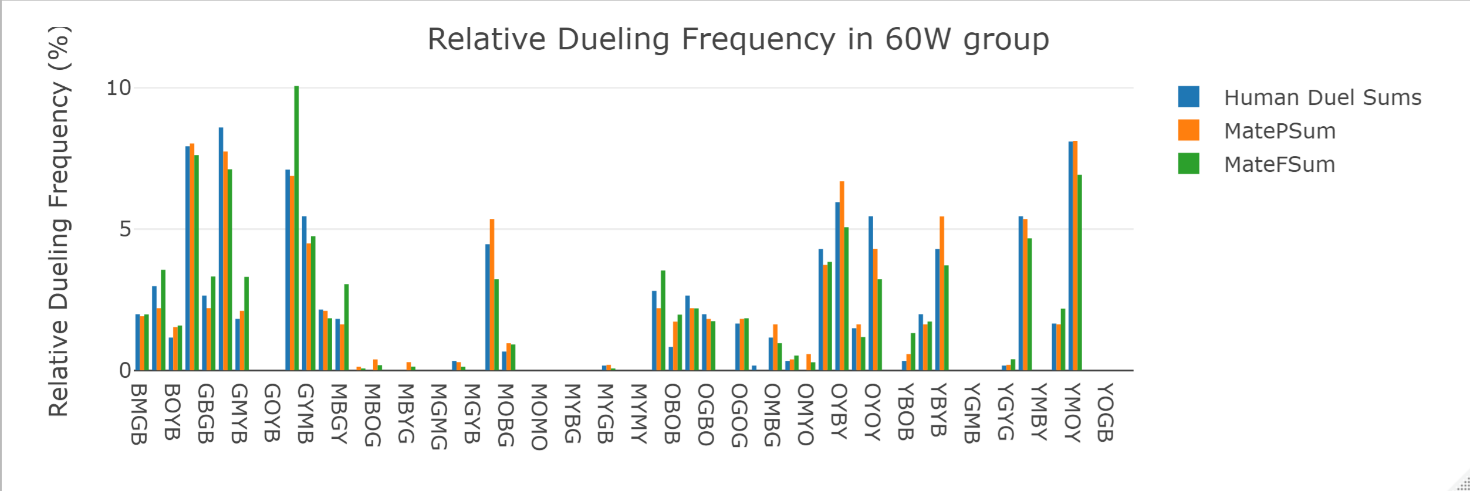 Relative Dueling Frequency in 60W group
Relative Dueling Frequency (%)
10
5
0
BMGB
BOYB
GBGB
GMYB
GOYB
GYMB
MBGY
MBOG
MBYG
MGMG
MGYB
MOBG
MOMO
MYBG
MYGB
MYMY
OBOB
OGBO
OGOG
OMBG
OMYO
OYBY
OYOY
YBOB
YBYB
YGMB
YGYG
YMBY
YMOY
YOGB
Human Duel Sums
MatePSum
MateFSum